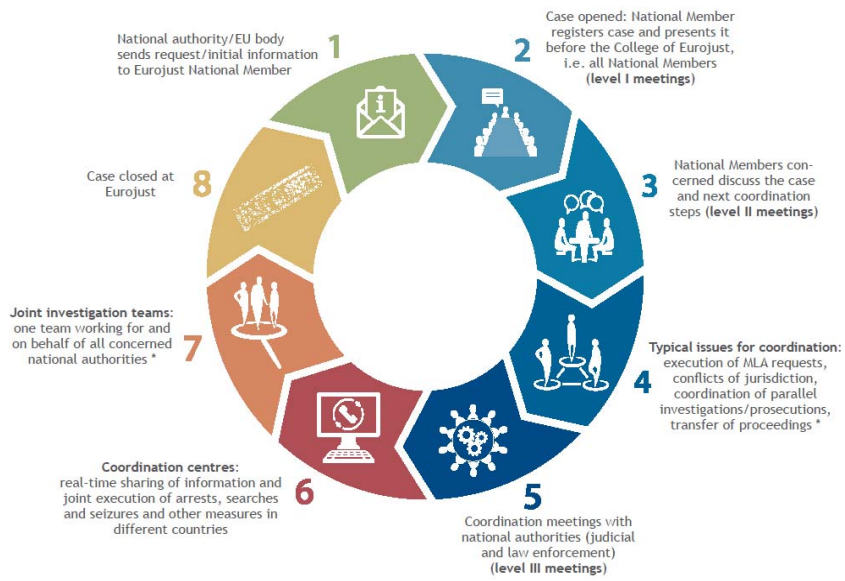 1
National authority/EU body
sends request/initial information
to Eurojust National Member
2
Case opened: National Member
registers case and presents it
before the College of Eurojust,
i.e. all National Members
(level I meetings)
3
National Members con-
cerned discuss the case
and next coordination
steps (level II meetings)
4
Typical issues for coordination:
execution of MLA requests,
conflicts of jurisdiction,
coordination of parallel
investigations/prosecutions,
transfer of proceedings *
5
Coordination meetings with
national authorities (judicial
and law enforcement)
(level III meetings)
6
Coordination centres:
real-time sharing of information and
joint execution of arrests, searches
and seizures and other measures in
different countries
7
Joint investigation teams:
one team working for and
on behalf of all concerned
national authorities *
8
Case closed at
Eurojust
i